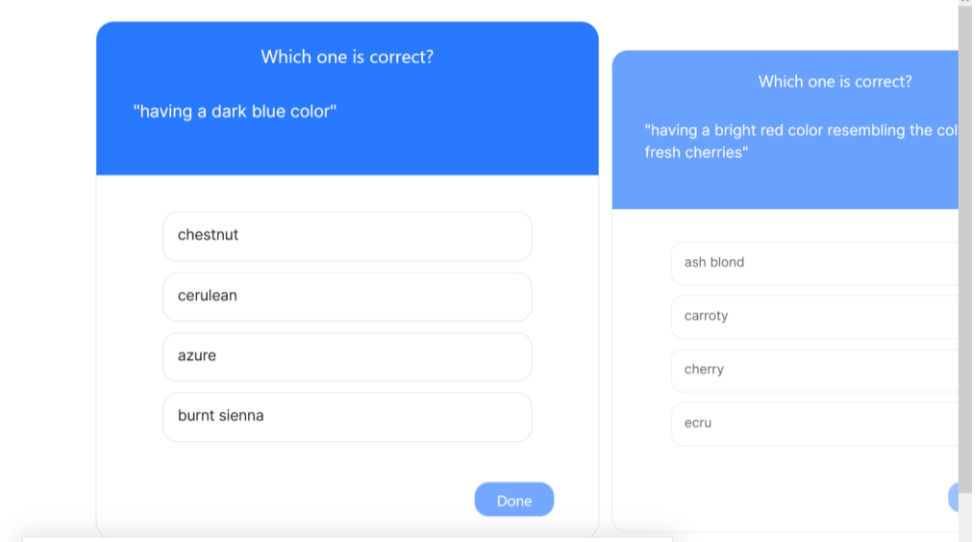 Which one is correct?
"having a dark blue color"
chestnut
cerulean
azure
burnt sienna
Done
Which one is correct?
"having a bright red color resembling the col
fresh cherries"
ash blond
carroty
cherry
ecru